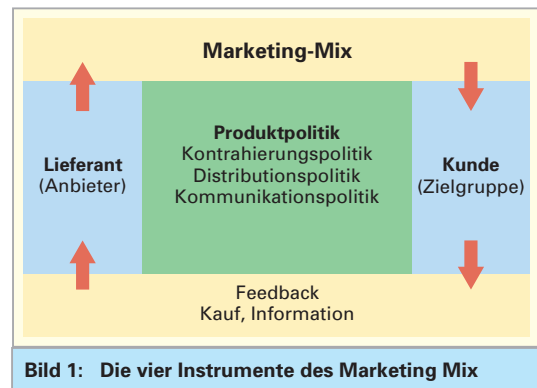 Marketing-Mix
Lieferant
(Anbieter)
Produktpolitik
Kontrahierungspolitik
Distributionspolitik
Kommunikationspolitik
Kunde
(Zielgruppe)
Feedback
Kauf, Information
Bild 1: Die vier Instrumente des Marketing Mix